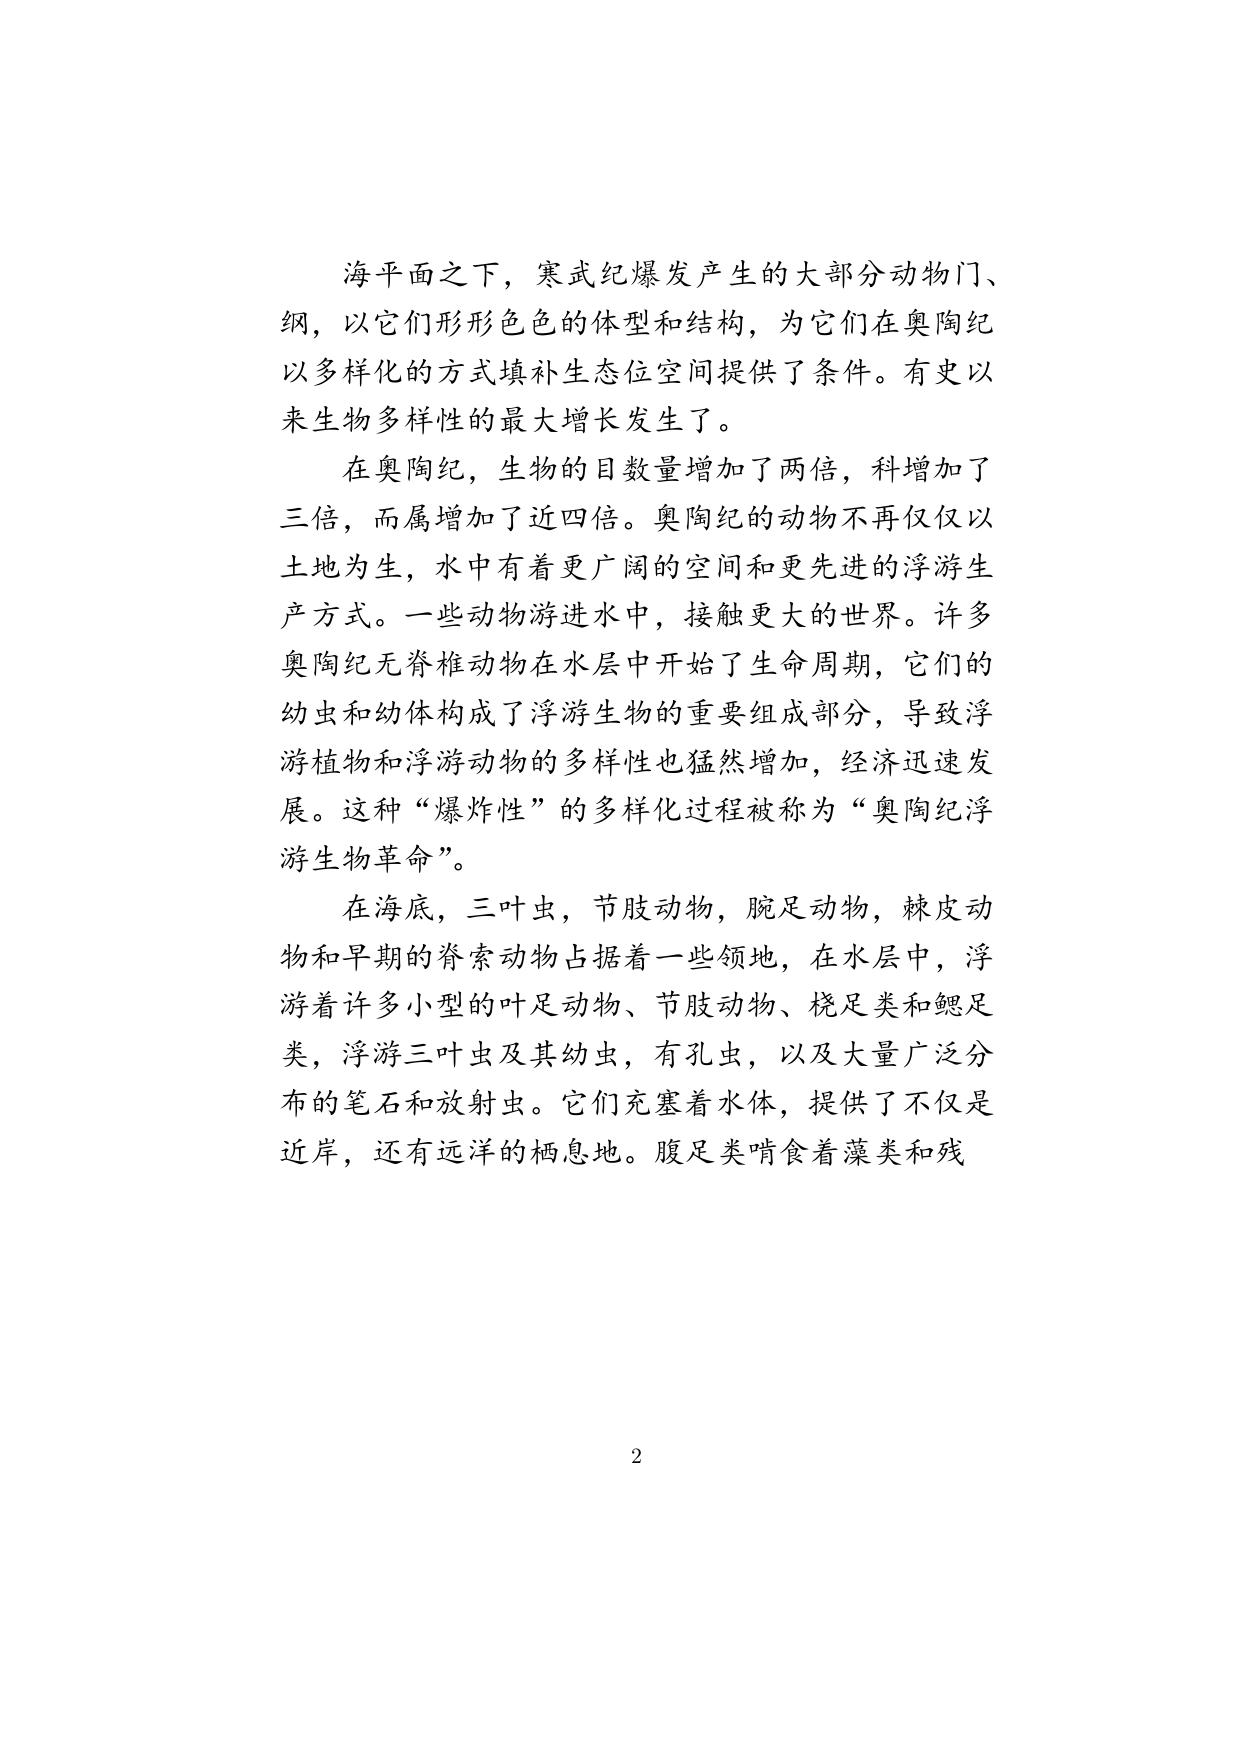 海平面之下，寒武纪爆发产生的大部分动物门、
纲，以它们形形色色的体型和结构，为它们在奥陶纪
以多样化的方式填补生态位空间提供了条件。有史以
来生物多样性的最大增长发生了。
在奥陶纪，生物的目数量增加了两倍，科增加了
三倍，而属增加了近四倍。奥陶纪的动物不再仅仅以
土地为生，水中有着更广阔的空间和更先进的浮游生
产方式。一些动物游进水中，接触更大的世界。许多
奥陶纪无脊椎动物在水层中开始了生命周期，它们的
幼虫和幼体构成了浮游生物的重要组成部分，导致浮
游植物和浮游动物的多样性也猛然增加，经济迅速发
展。这种“爆炸性”的多样化过程被称为“奥陶纪浮
游生物革命”。
在海底，三叶虫，节肢动物，腕足动物，棘皮动
物和早期的脊索动物占据着一些领地，在水层中，浮
游着许多小型的叶足动物、节肢动物、桡足类和鳃足
类，浮游三叶虫及其幼虫，有孔虫，以及大量广泛分
布的笔石和放射虫。它们充塞着水体，提供了不仅是
近岸，还有远洋的栖息地。腹足类啃食着藻类和残
2